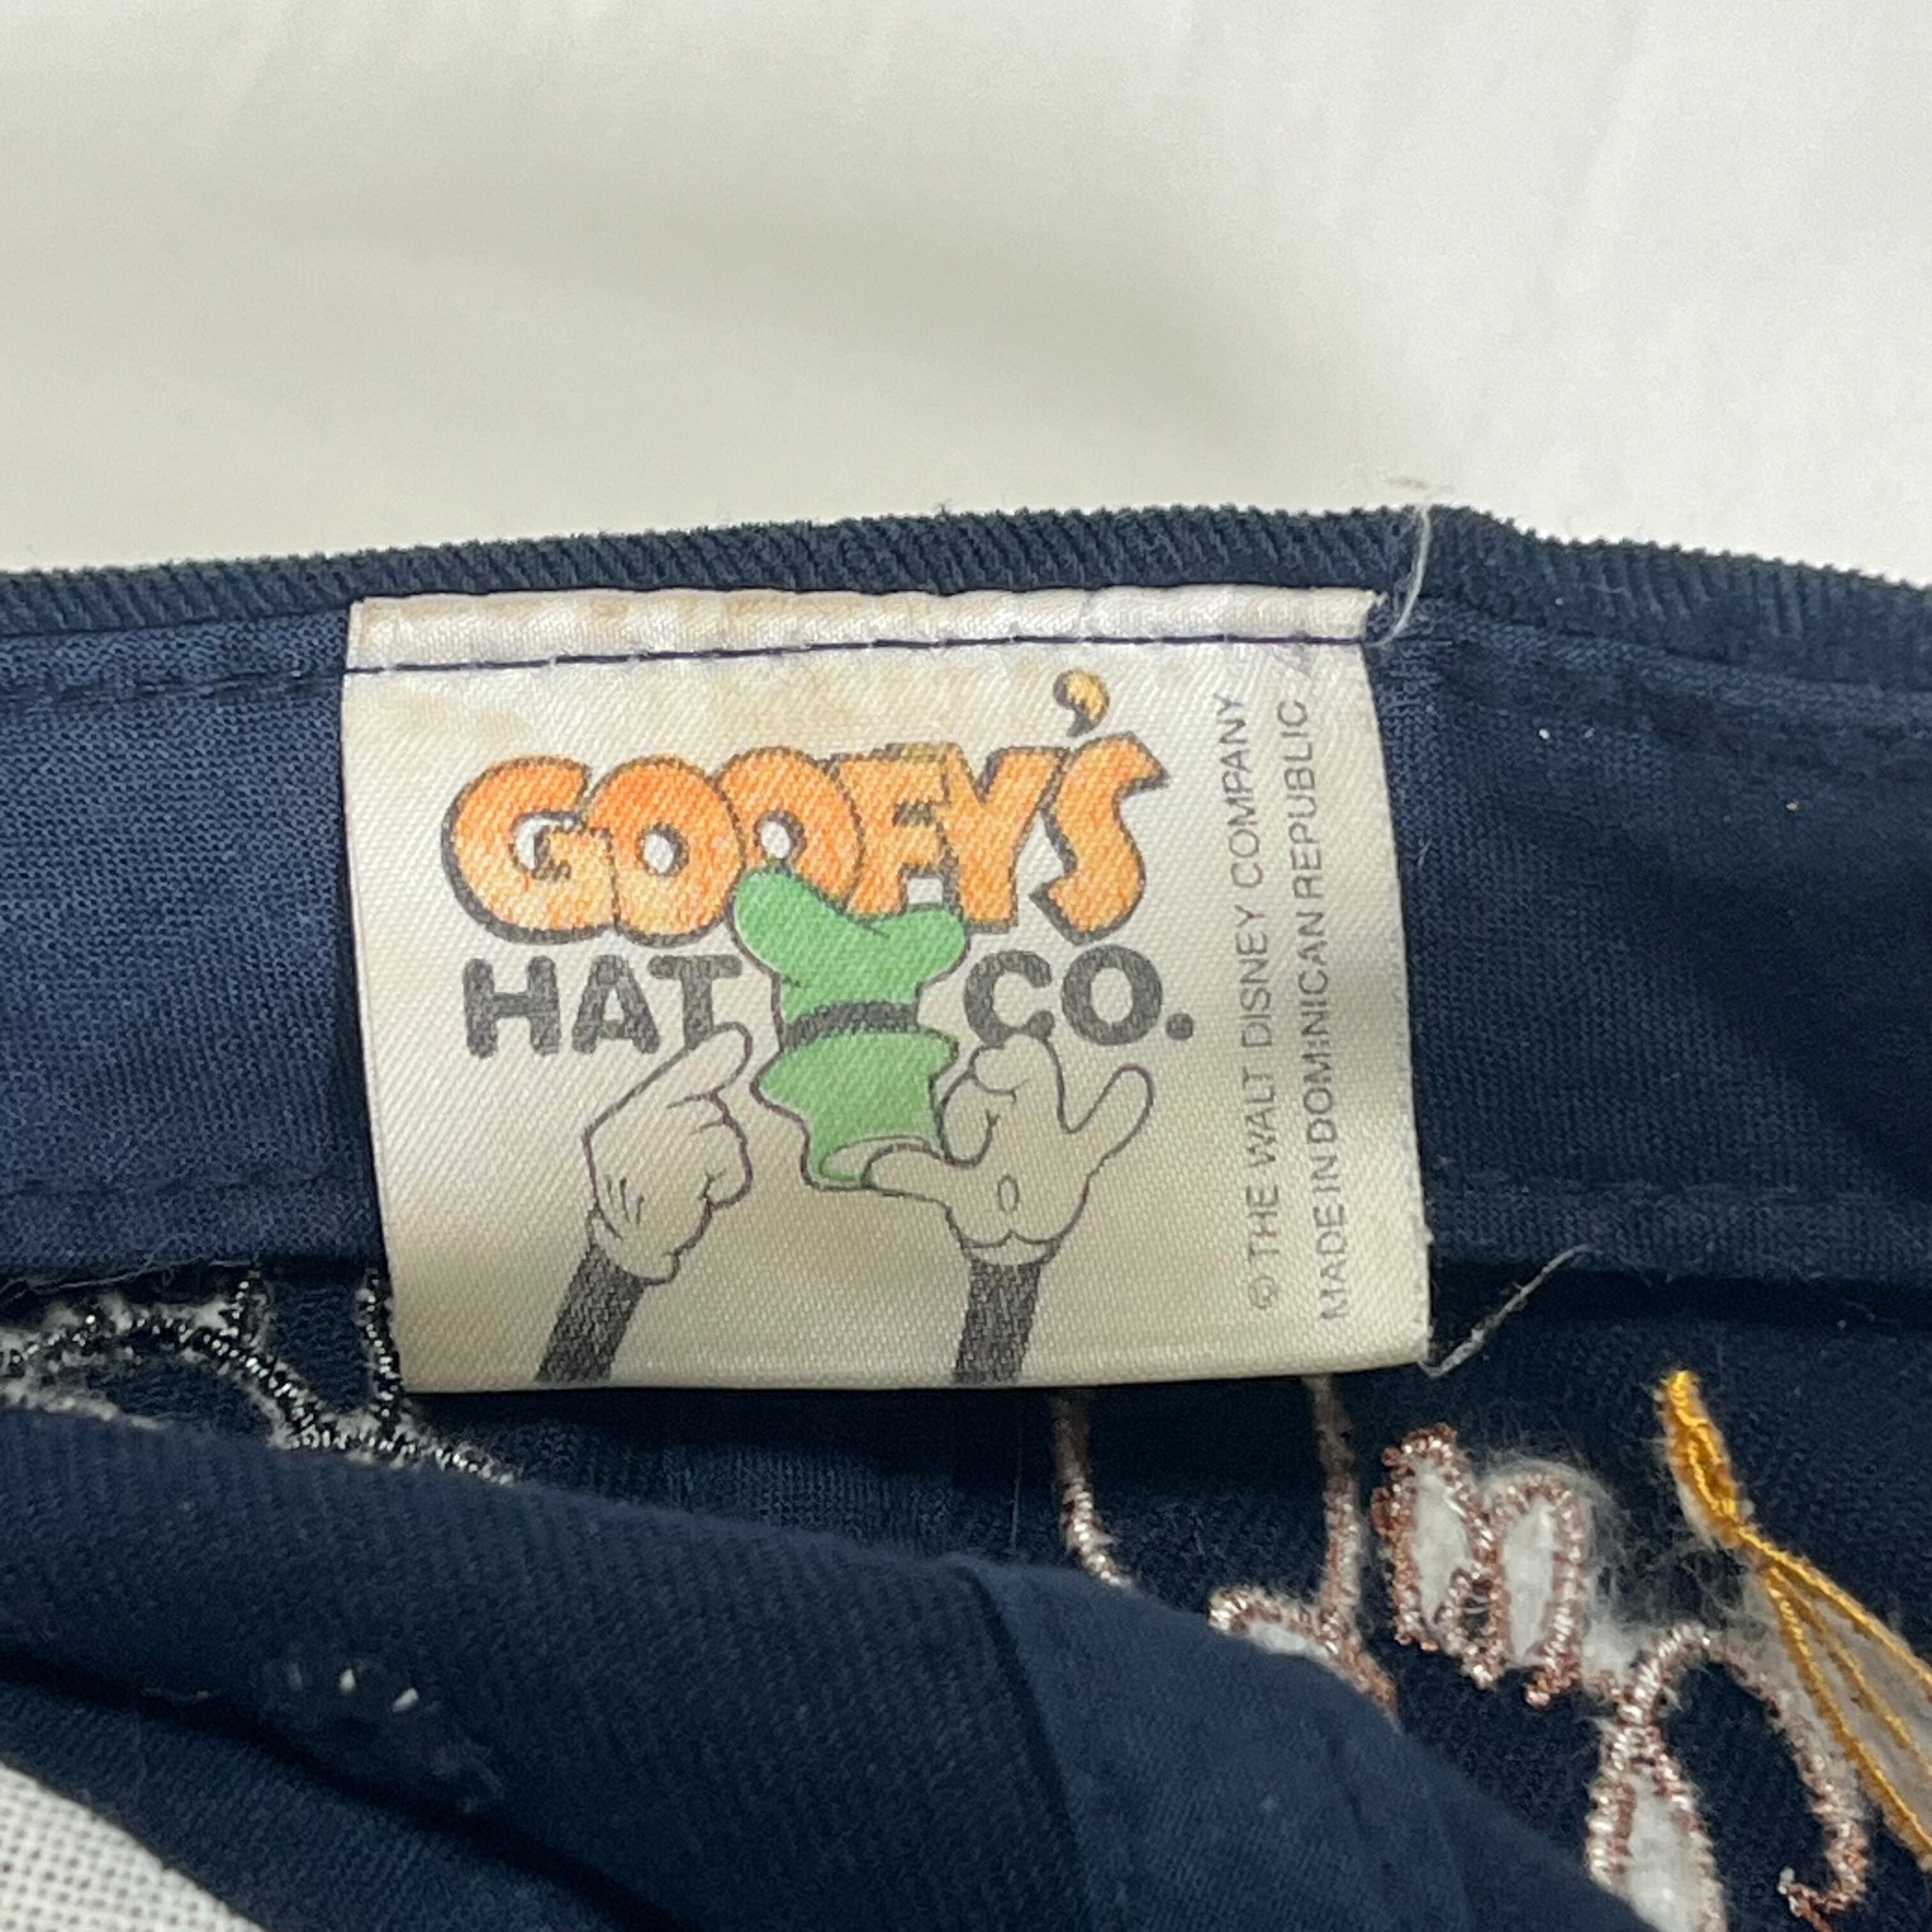 GOOFY'S
HAT CO.
© THE WALT DISNEY COMPANY
MADE IN DOMINICAN REPUBLIC